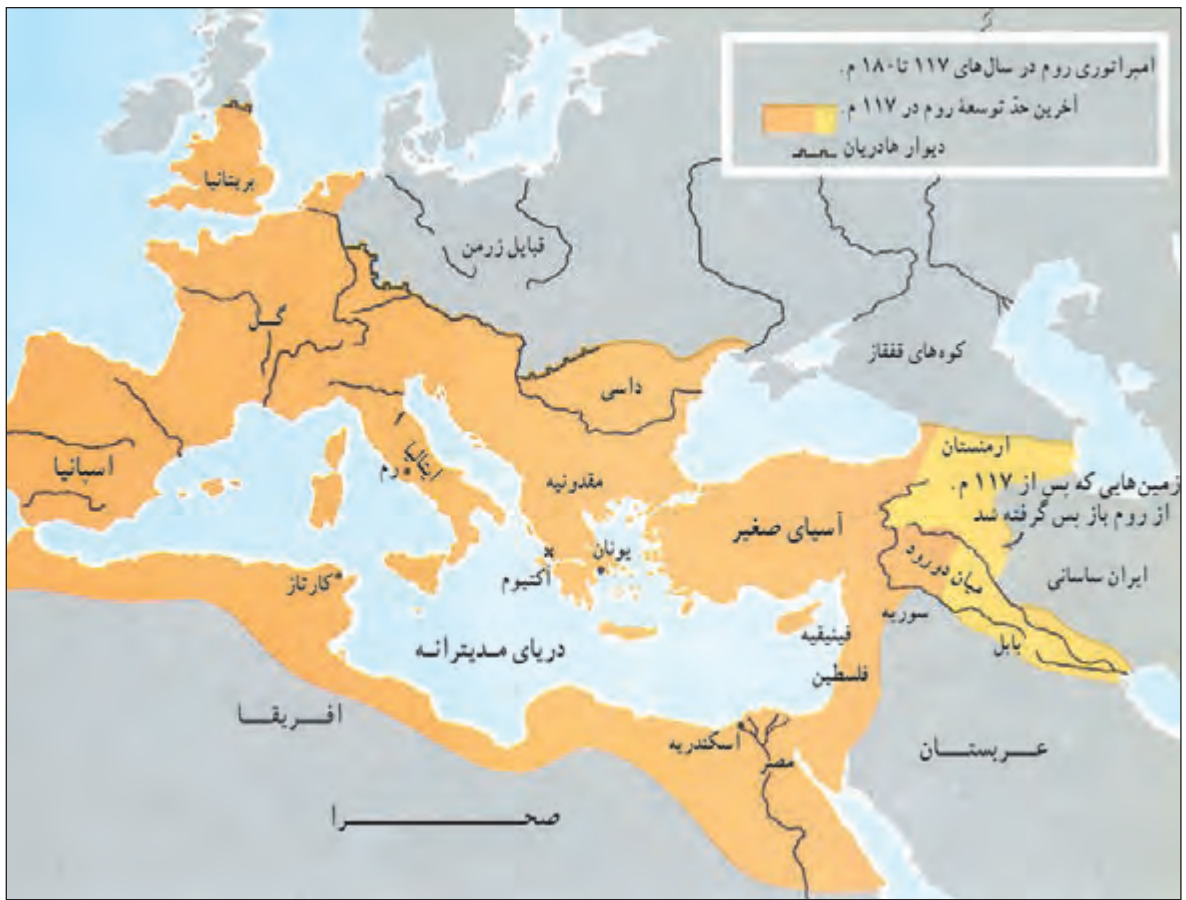 امپراتوری روم در سال‌های ۱۱۷ تا ۱۸۰ م.
آخرین حدّ توسعهٔ روم در ۱۱۷ م.
دیوار هادریان
بریتانیا
قبایل ژرمن
گل
کوه‌های قفقاز
داسی
ارمنستان
اسپانیا
رم
ایتالیا
مقدونیه
زمین‌هایی که پس از ۱۱۷ م.
از روم باز پس گرفته شد
آسیای صغیر
یونان
آکتیوم
کارتاژ
میان دورود
ایران ساسانی
سوریه
فینیقیه
بابل
دریای مدیترانه
فلسطین
افریقا
اسکندریه
مصر
عربستان
صحرا